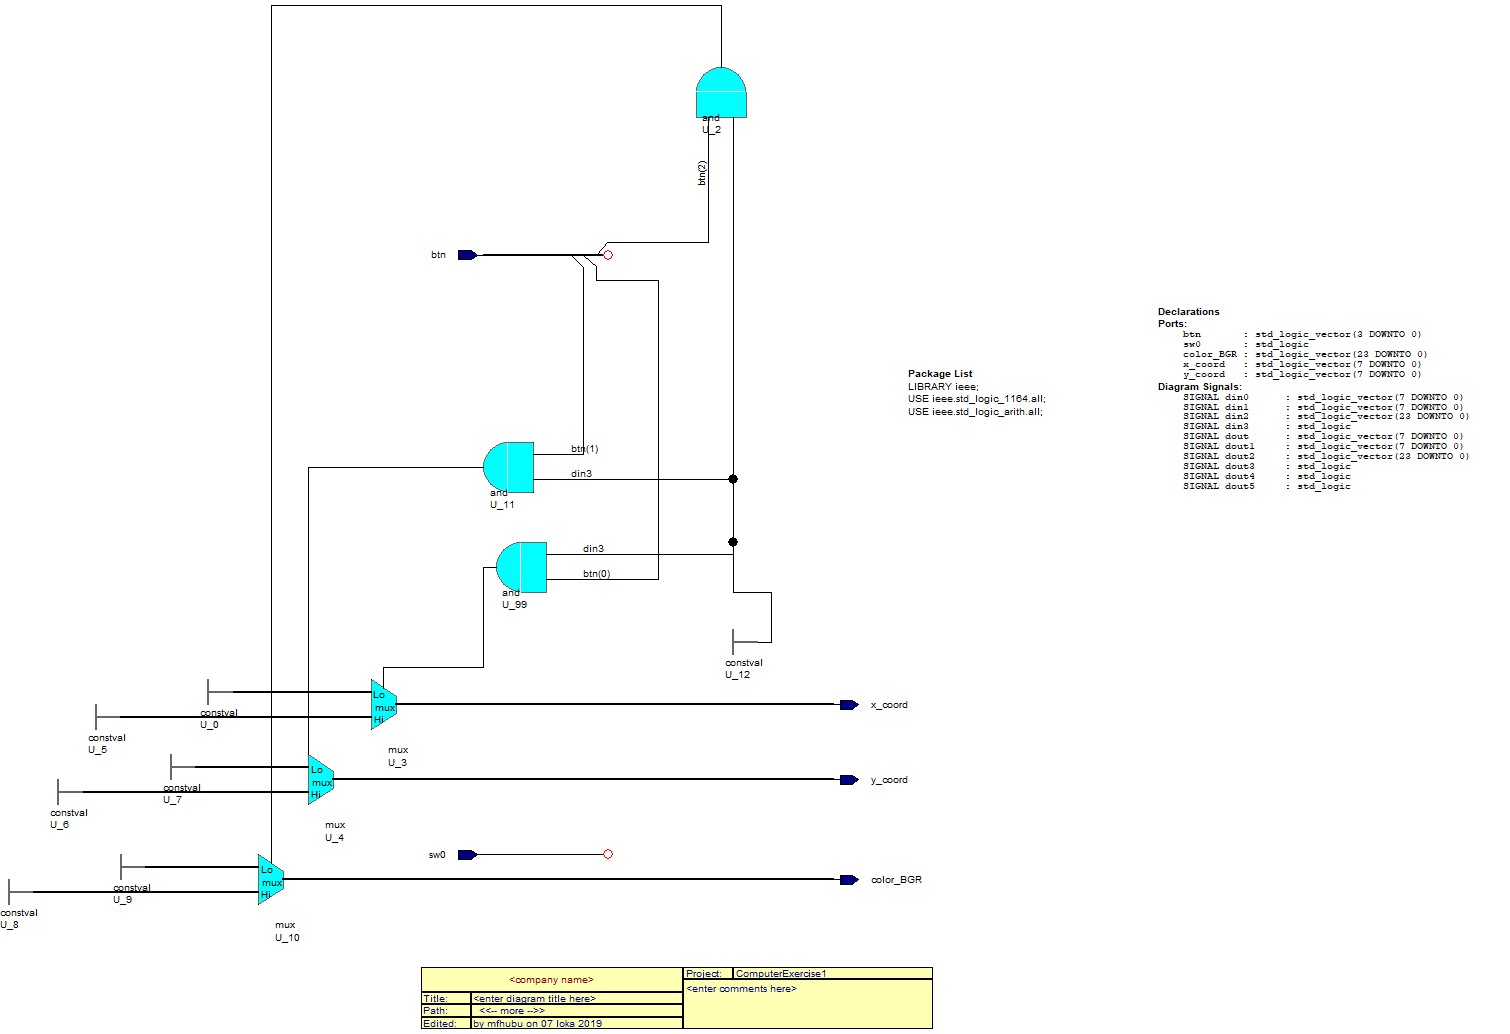 and
U_2
btn(2)
btn
Declarations
Ports:
btn : std_logic_vector(3 DOWNTO 0)
sw0 : std_logic
color_BGR : std_logic_vector(23 DOWNTO 0)
x_coord : std_logic_vector(7 DOWNTO 0)
y_coord : std_logic_vector(7 DOWNTO 0)
Diagram Signals:
SIGNAL din0 : std_logic_vector(7 DOWNTO 0)
SIGNAL din1 : std_logic_vector(7 DOWNTO 0)
SIGNAL din2 : std_logic_vector(23 DOWNTO 0)
SIGNAL din3 : std_logic
SIGNAL dout : std_logic_vector(7 DOWNTO 0)
SIGNAL dout1 : std_logic_vector(7 DOWNTO 0)
SIGNAL dout2 : std_logic_vector(23 DOWNTO 0)
SIGNAL dout3 : std_logic
SIGNAL dout4 : std_logic
SIGNAL dout5 : std_logic
Package List
LIBRARY ieee;
USE ieee.std_logic_1164.all;
USE ieee.std_logic_arith.all;
btn(1)
din3
and
U_11
din3
btn(0)
and
U_99
constval
U_12
constval
U_0
constval
U_5
Lo
mux
Hi
mux
U_3
x_coord
constval
U_7
constval
U_6
Lo
mux
Hi
mux
U_4
y_coord
sw0
constval
U_9
constval
U_8
Lo
mux
Hi
mux
U_10
color_BGR
<company name>
Project: ComputerExercise1
<enter comments here>
Title: <enter diagram title here>
Path: <<-- more -->>
Edited: by mfhubu on 07 loka 2019